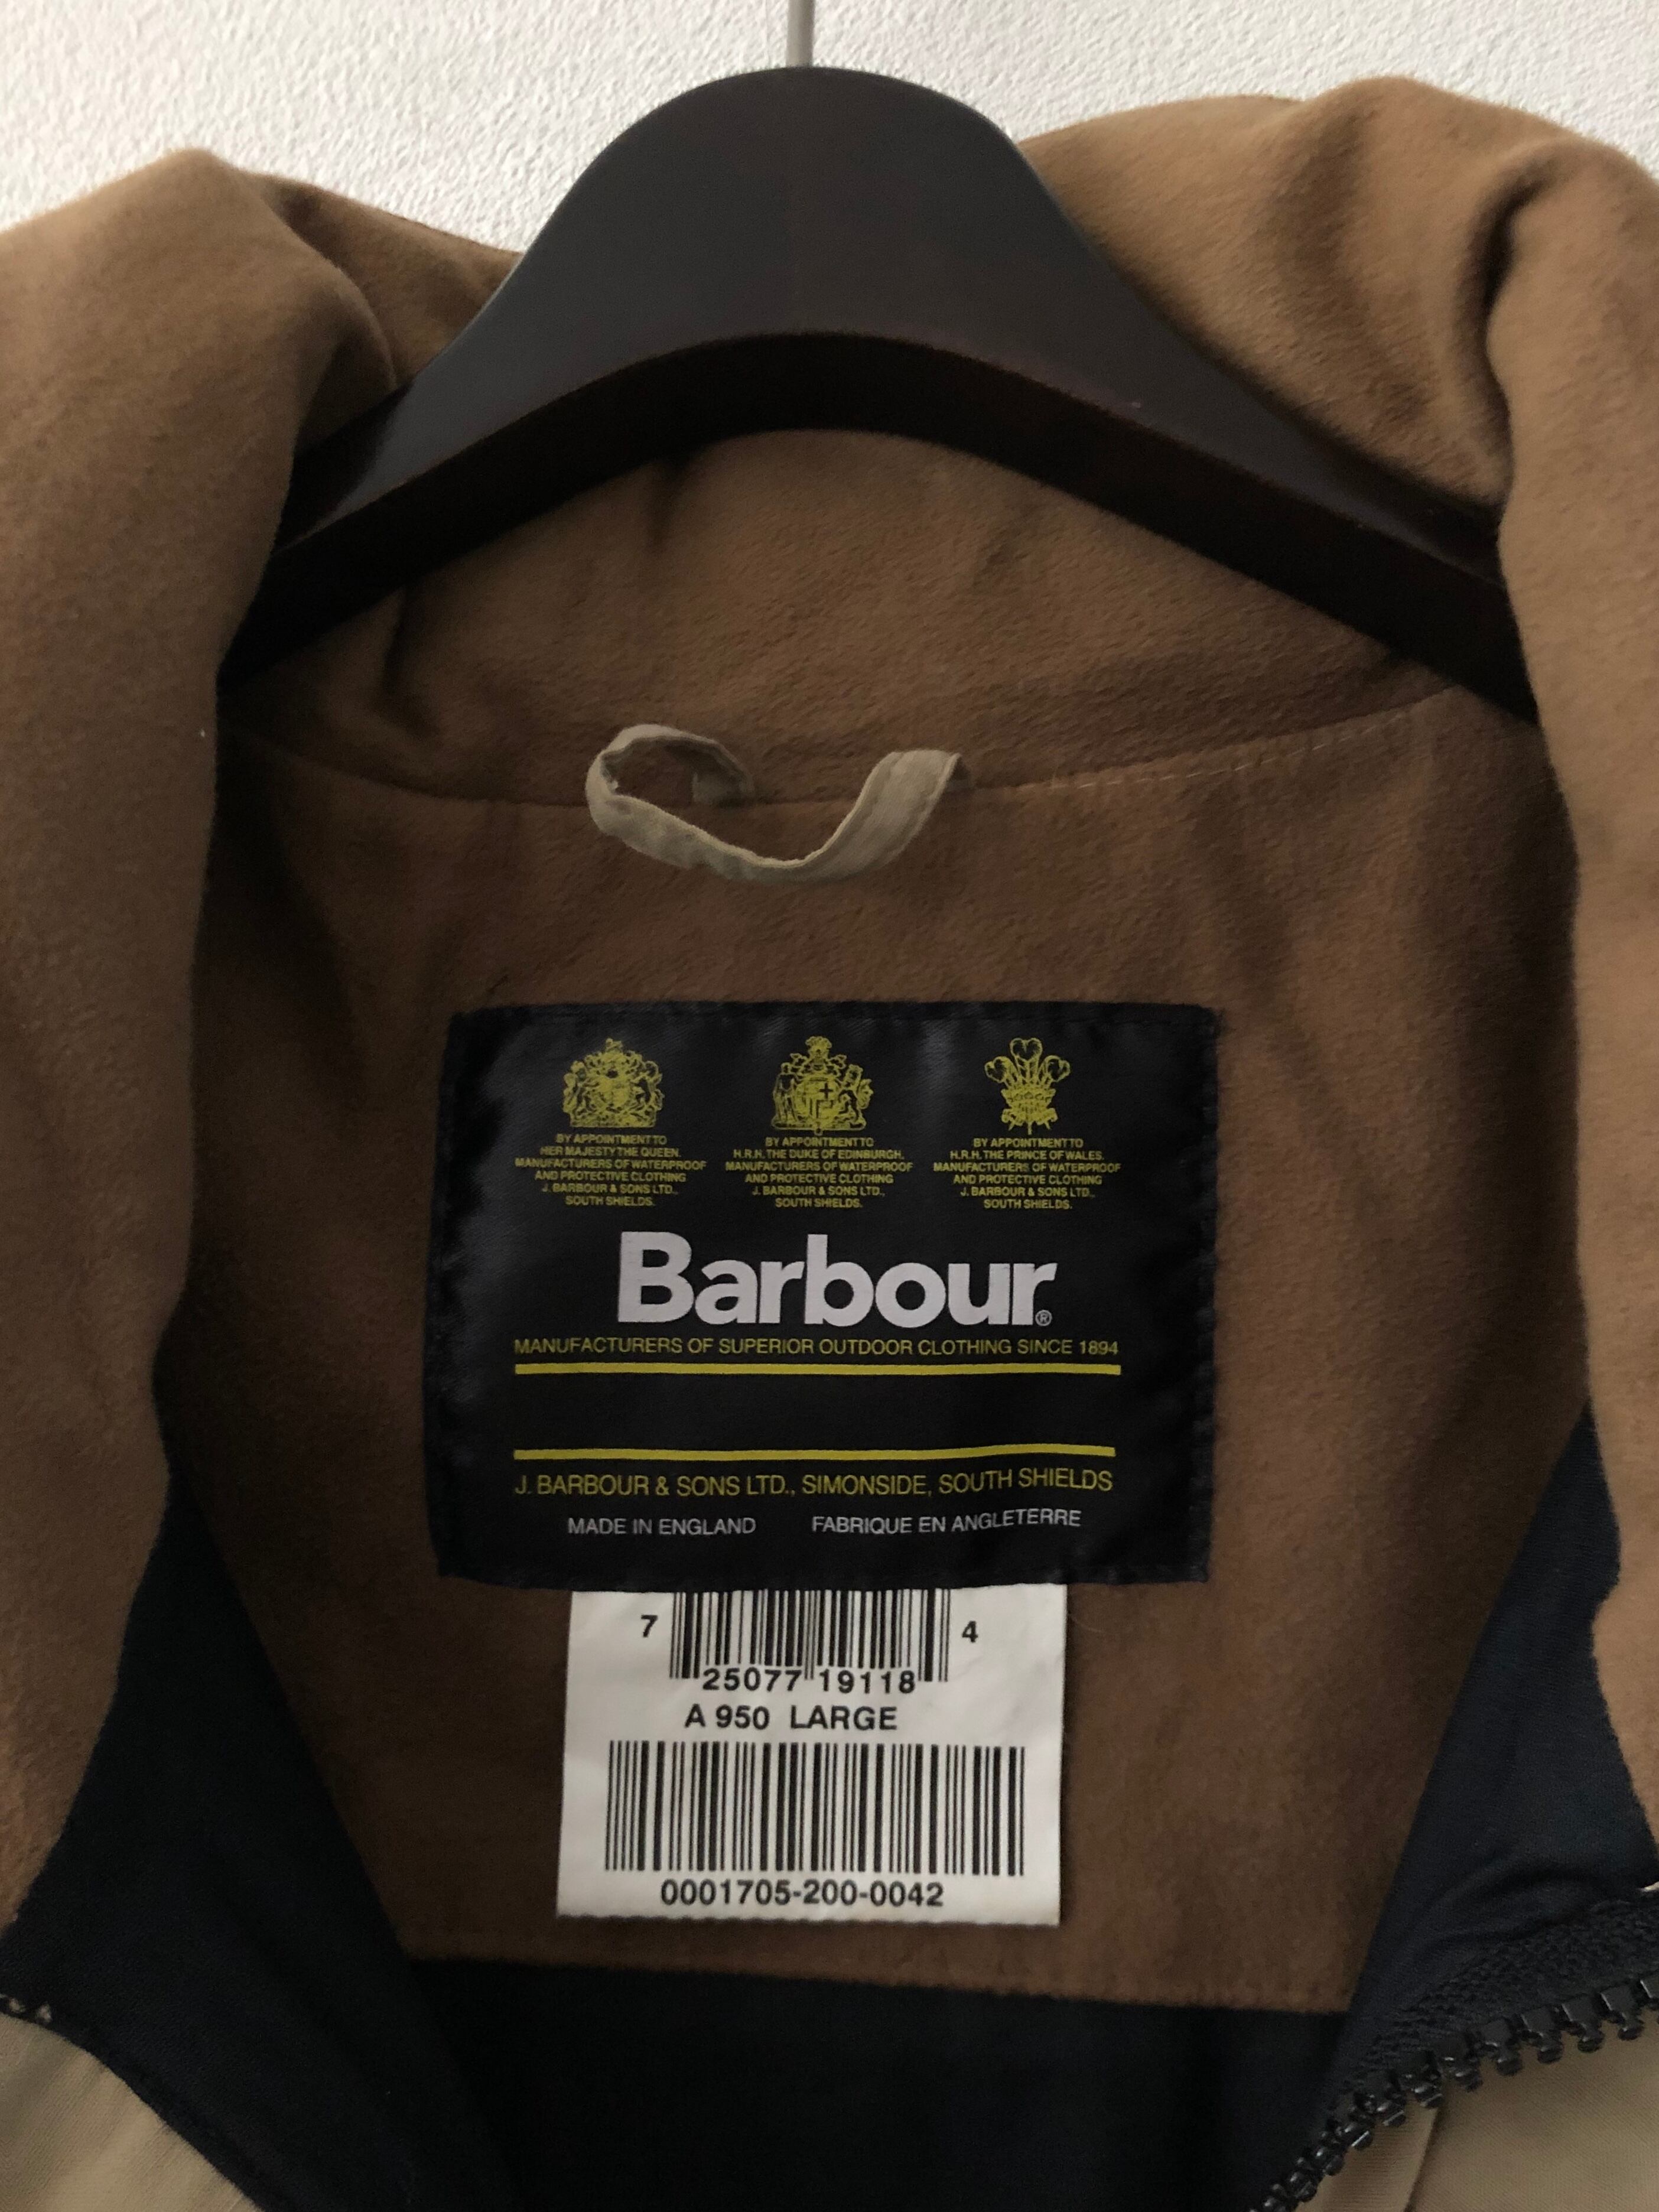 BY APPOINTMENT TO
HER MAJESTY THE QUEEN.
MANUFACTURERS OF WATERPROOF
AND PROTECTIVE CLOTHING
J. BARBOUR & SONS LTD.,
SOUTH SHIELDS.
BY APPOINTMENT TO
H.R.H. THE DUKE OF EDINBURGH.
MANUFACTURERS OF WATERPROOF
AND PROTECTIVE CLOTHING
J. BARBOUR & SONS LTD.,
SOUTH SHIELDS.
BY APPOINTMENT TO
H.R.H. THE PRINCE OF WALES.
MANUFACTURERS OF WATERPROOF
AND PROTECTIVE CLOTHING
J. BARBOUR & SONS LTD.,
SOUTH SHIELDS.
Barbour®
MANUFACTURERS OF SUPERIOR OUTDOOR CLOTHING SINCE 1894
J. BARBOUR & SONS LTD., SIMONSIDE, SOUTH SHIELDS
MADE IN ENGLAND FABRIQUE EN ANGLETERRE
7 25077 19118 4
A 950 LARGE
0001705-200-0042